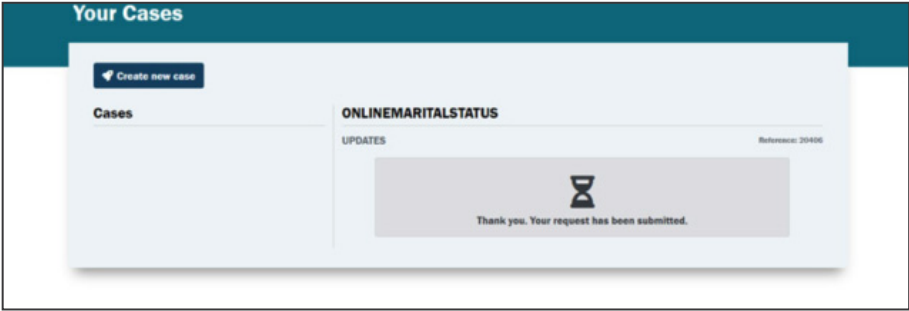 Your Cases
Create new case
Cases
ONLINEMARITALSTATUS
UPDATES
Reference: 20406
Thank you. Your request has been submitted.